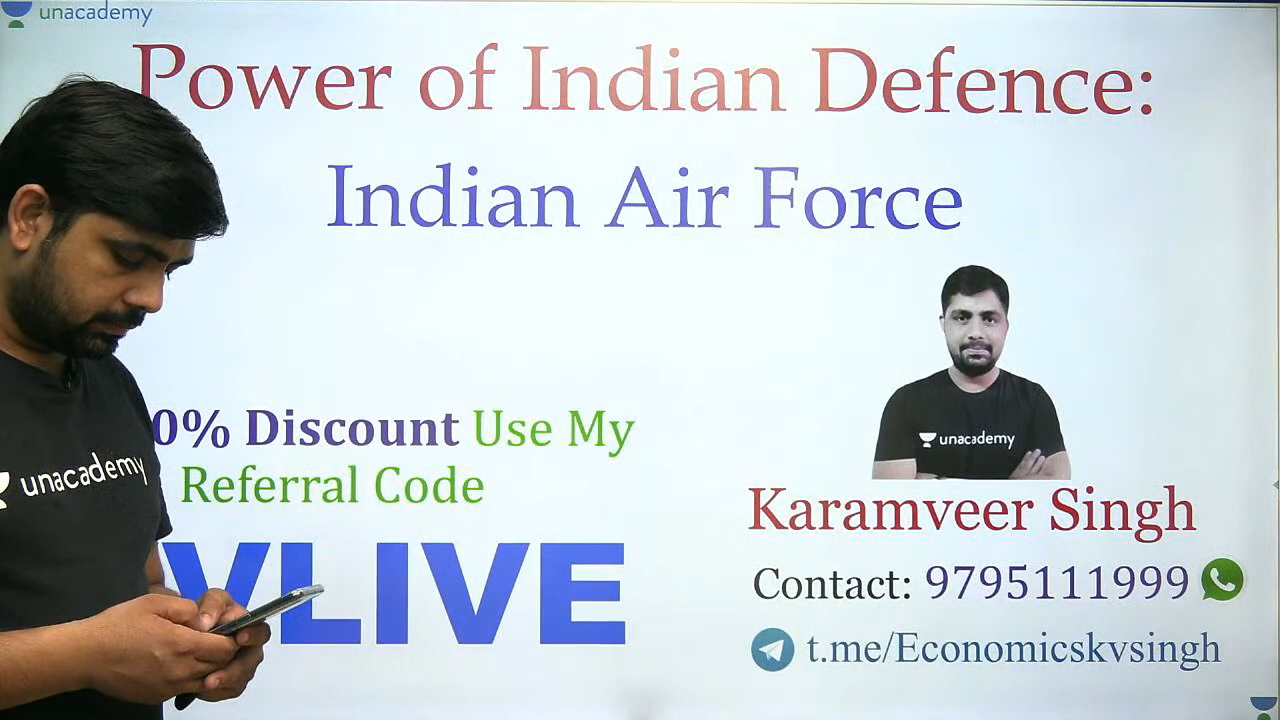 unacademy
Power of Indian Defence:
Indian Air Force
0% Discount Use My
Referral Code
VLIVE
unacademy
unacademy
Karamveer Singh
Contact: 9795111999
t.me/Economicskvsingh